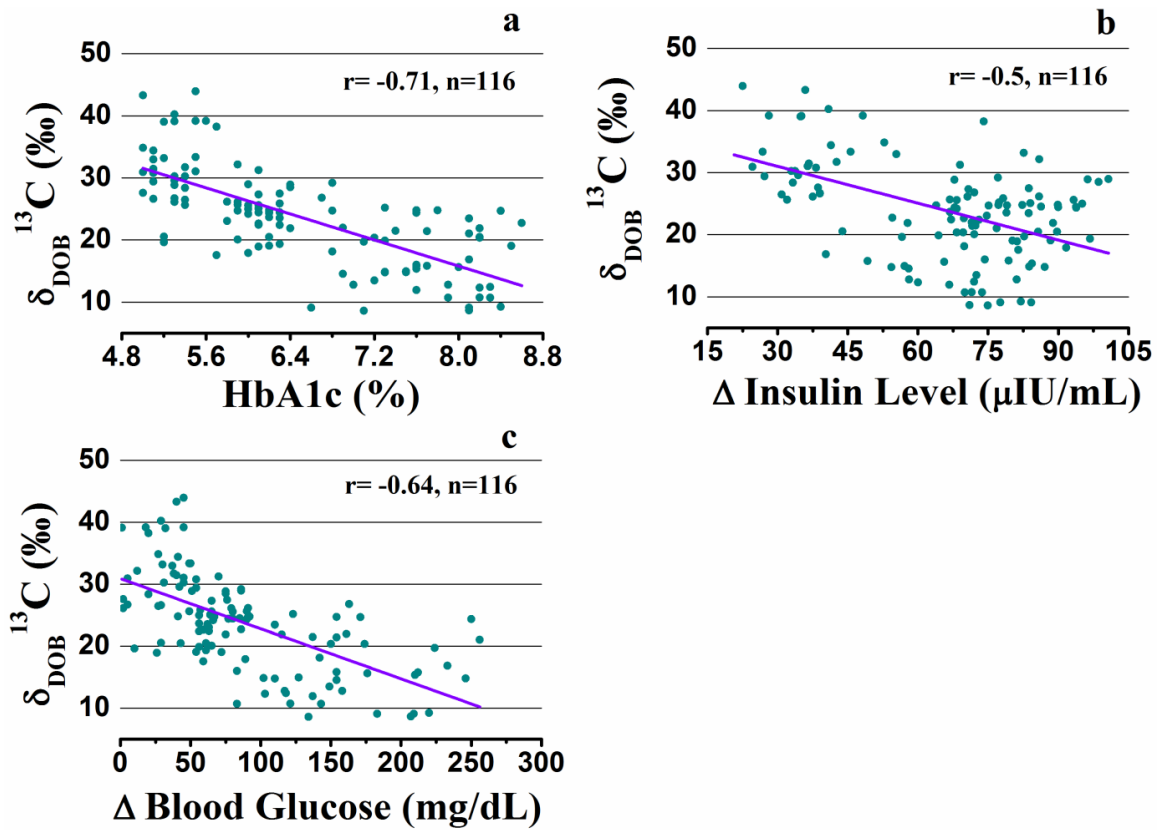 a
r= -0.71, n=116
δDOB 13C (‰)
50
40
30
20
10
4.8 5.6 6.4 7.2 8.0 8.8
HbA1c (%)
b
r= -0.5, n=116
δDOB 13C (‰)
50
40
30
20
10
15 30 45 60 75 90 105
Δ Insulin Level (μIU/mL)
c
r= -0.64, n=116
δDOB 13C (‰)
50
40
30
20
10
0 50 100 150 200 250 300
Δ Blood Glucose (mg/dL)